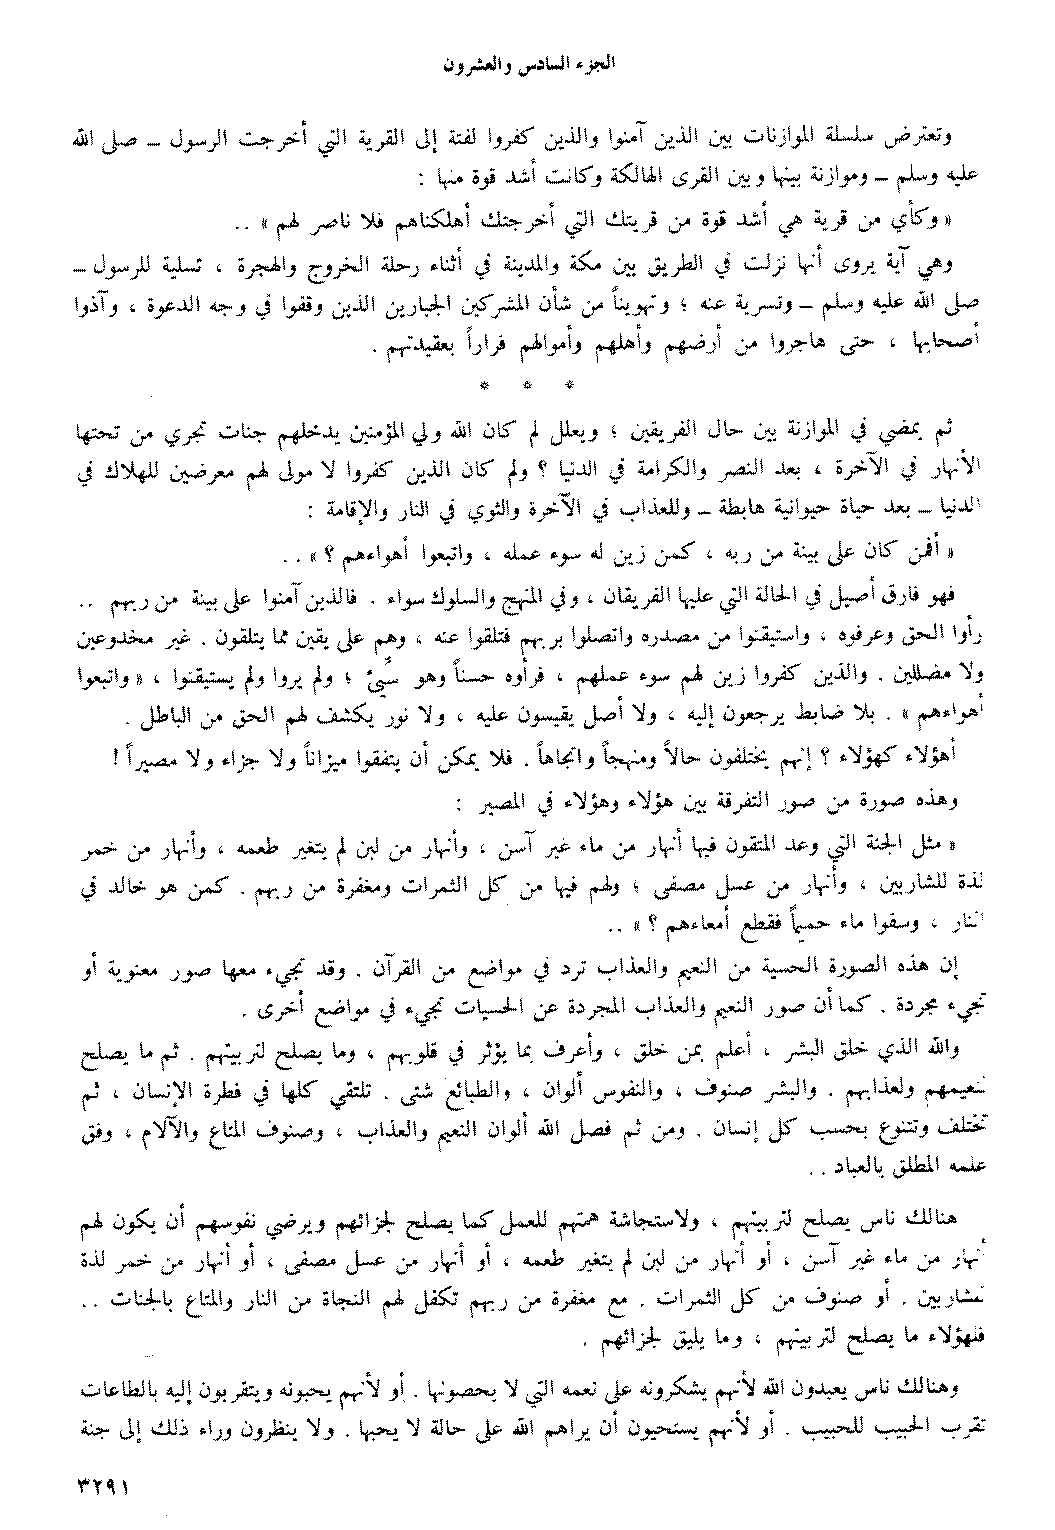 الجزء السادس والعشرون
وتعترض سلسلة الموازنات بين الذين آمنوا والذين كفروا لفتة إلى القرية التي أخرجت الرسول – صلى الله
عليه وسلم – وموازنة بينها وبين القرى الهالكة وكانت أشد قوة منها :
« وكأي من قرية هي أشد قوة من قريتك التي أخرجتك أهلكناهم فلا ناصر لهم » ..
وهي آية يروى أنها نزلت في الطريق بين مكة والمدينة في أثناء رحلة الخروج والهجرة ، تسلية للرسول –
صلى الله عليه وسلم – وتسرية عنه ؛ وتهويناً من شأن المشركين الجبارين الذين وقفوا في وجه الدعوة ، وآذوا
أصحابها ، حتى هاجروا من أرضهم وأهلهم وأموالهم فراراً بعقيدتهم .
* * *
ثم يمضي في الموازنة بين حال الفريقين ؛ ويعلل لم كان الله ولي المؤمنين يدخلهم جنات تجري من تحتها
الأنهار في الآخرة ، بعد النصر والكرامة في الدنيا ؟ ولم كان الذين كفروا لا مولى لهم معرضين للهلاك في
الدنيا – بعد حياة حيوانية هابطة – وللعذاب في الآخرة والثوي في النار والإقامة :
« أفمن كان على بينة من ربه ، كمن زين له سوء عمله ، واتبعوا أهواءهم ؟ » ..
فهو فارق أصيل في الحالة التي عليها الفريقان ، وفي المنهج والسلوك سواء . فالذين آمنوا على بينة من ربهم ..
رأوا الحق وعرفوه ، واستيقنوا من مصدره واتصلوا بربهم فتلقوا عنه ، وهم على يقين مما يتلقون . غير مخدوعين
ولا مضللين . والذين كفروا زين لهم سوء عملهم ، فرأوه حسناً وهو سيّئ ؛ ولم يروا ولم يستيقنوا ، « واتبعوا
أهواءهم » . بلا ضابط يرجعون إليه ، ولا أصل يقيسون عليه ، ولا نور يكشف لهم الحق من الباطل .
أهؤلاء كهؤلاء ؟ إنهم يختلفون حالاً ومنهجاً واتجاهاً . فلا يمكن أن يتفقوا ميزاناً ولا جزاء ولا مصيراً !
وهذه صورة من صور التفرقة بين هؤلاء وهؤلاء في المصير :
« مثل الجنة التي وعد المتقون فيها أنهار من ماء غير آسن ، وأنهار من لبن لم يتغير طعمه ، وأنهار من خمر
لذة للشاربين ، وأنهار من عسل مصفى ؛ ولهم فيها من كل الثمرات ومغفرة من ربهم . كمن هو خالد في
النار ، وسقوا ماء حميماً فقطع أمعاءهم ؟ » ..
إن هذه الصورة الحسية من النعيم والعذاب ترد في مواضع من القرآن . وقد تجيء معها صور معنوية أو
تجيء مجردة . كما أن صور النعيم والعذاب المجردة عن الحسيات تجيء في مواضع أخرى .
والله الذي خلق البشر ، أعلم بمن خلق ، وأعرف بما يؤثر في قلوبهم ، وما يصلح لتربيتهم . ثم ما يصلح
لنعيمهم ولعذابهم . والبشر صنوف ، والنفوس ألوان ، والطبائع شتى . تلتقي كلها في فطرة الإنسان ، ثم
تختلف وتتنوع بحسب كل إنسان . ومن ثم فصل الله ألوان النعيم والعذاب ، وصنوف المتاع والآلام ، وفق
علمه المطلق بالعباد ..
هنالك ناس يصلح لتربيتهم ، ولاستجاشة همتهم للعمل كما يصلح لجزائهم ويرضي نفوسهم أن يكون لهم
أنهار من ماء غير آسن ، أو أنهار من لبن لم يتغير طعمه ، أو أنهار من عسل مصفى ، أو أنهار من خمر لذة
للشاربين . أو صنوف من كل الثمرات . مع مغفرة من ربهم تكفل لهم النجاة من النار والمتاع بالجنات ..
فلهؤلاء ما يصلح لتربيتهم ، وما يليق لجزائهم .
وهنالك ناس يعبدون الله لأنهم يشكرونه على نعمه التي لا يحصونها . أو لأنهم يحبونه ويتقربون إليه بالطاعات
تقرب الحبيب للحبيب . أو لأنهم يستحيون أن يراهم الله على حالة لا يحبها . ولا ينظرون وراء ذلك إلى جنة
٣٢٩١